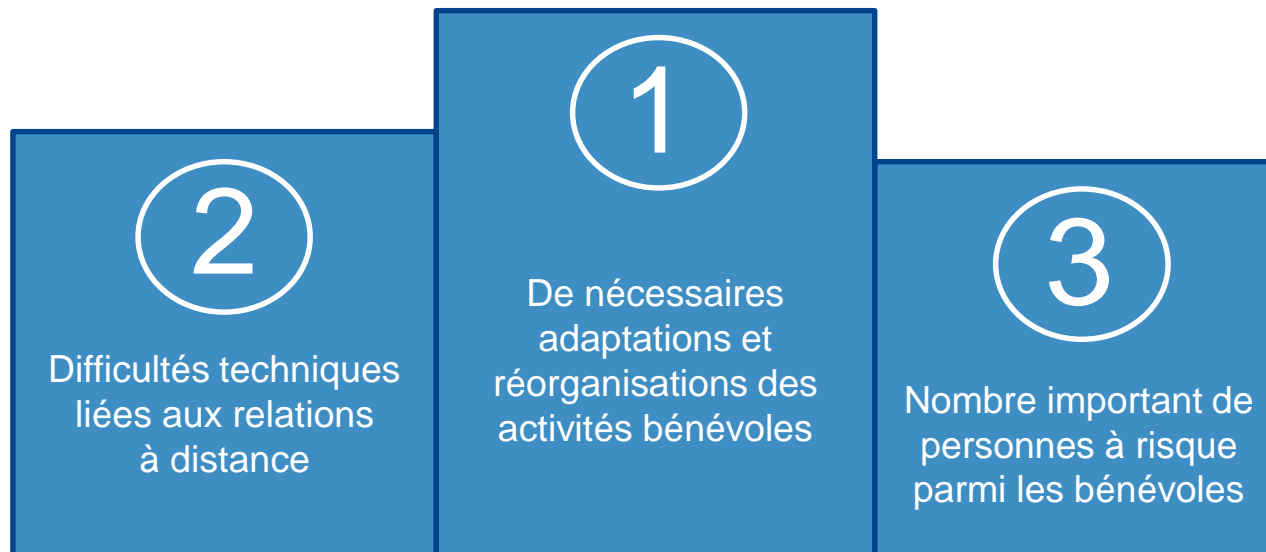 2
Difficultés techniques
liées aux relations
à distance
1
De nécessaires
adaptations et
réorganisations des
activités bénévoles
3
Nombre important de
personnes à risque
parmi les bénévoles